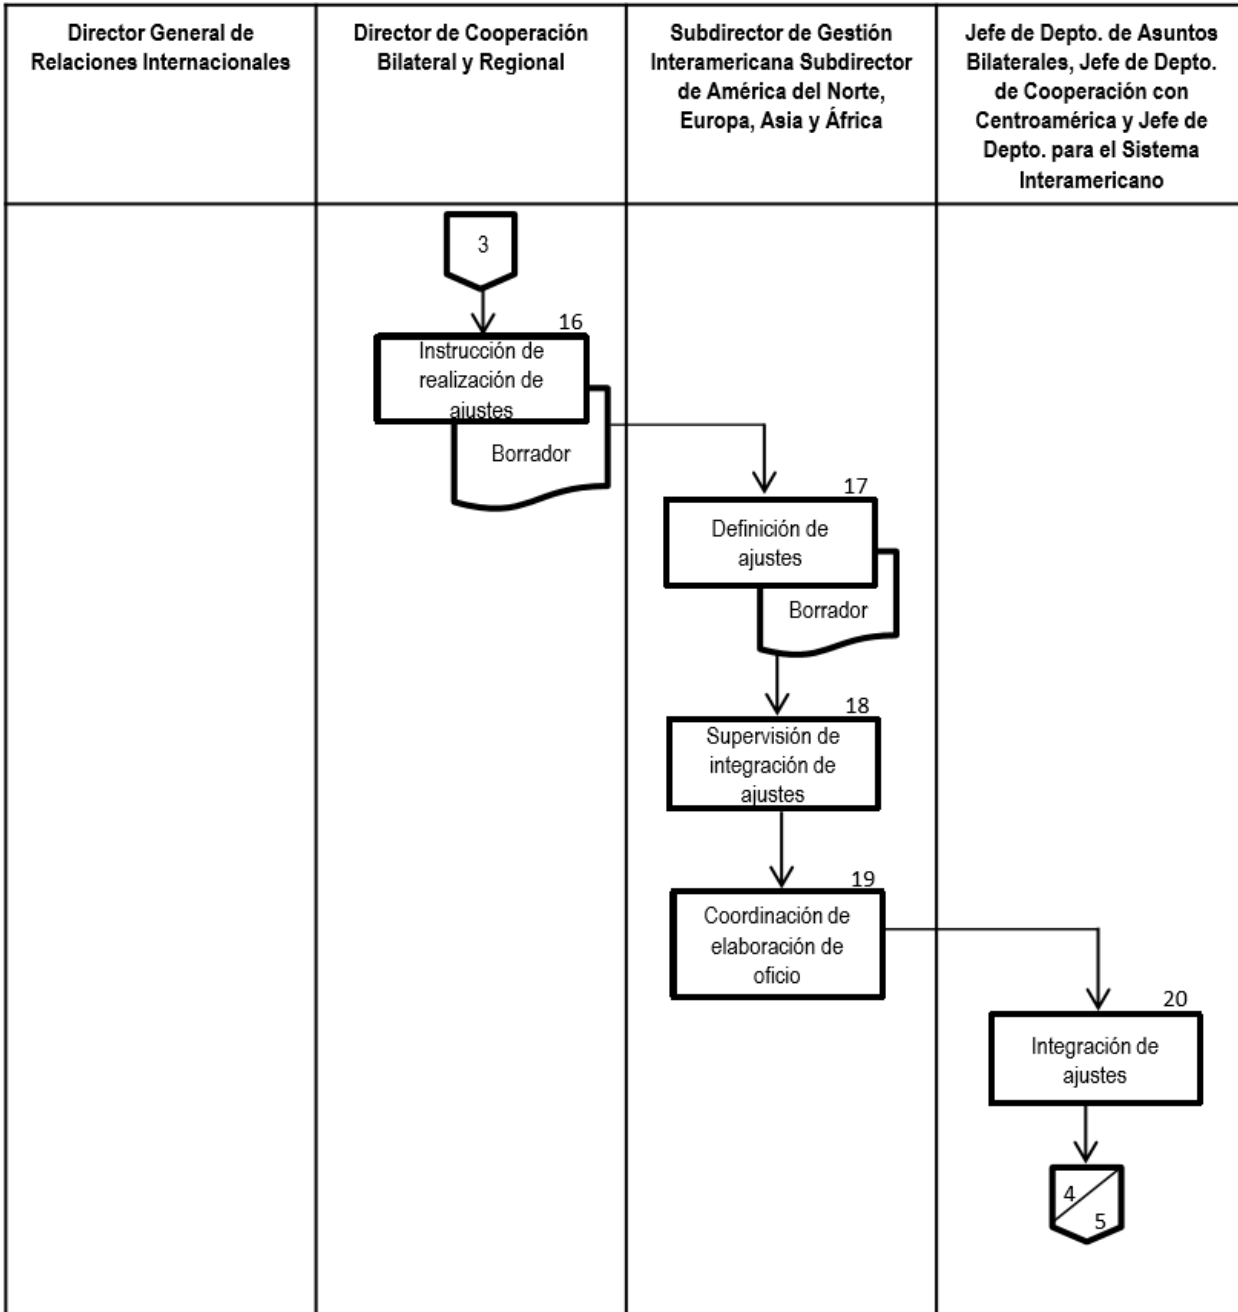 Director General de
Relaciones Internacionales
Director de Cooperación
Bilateral y Regional
Subdirector de Gestión
Interamericana Subdirector
de América del Norte,
Europa, Asia y África
Jefe de Depto. de Asuntos
Bilaterales, Jefe de Depto.
de Cooperación con
Centroamérica y Jefe de
Depto. para el Sistema
Interamericano
3
16
Instrucción de
realización de
ajustes
Borrador
17
Definición de
ajustes
Borrador
18
Supervisión de
integración de
ajustes
19
Coordinación de
elaboración de
oficio
20
Integración de
ajustes
4
5